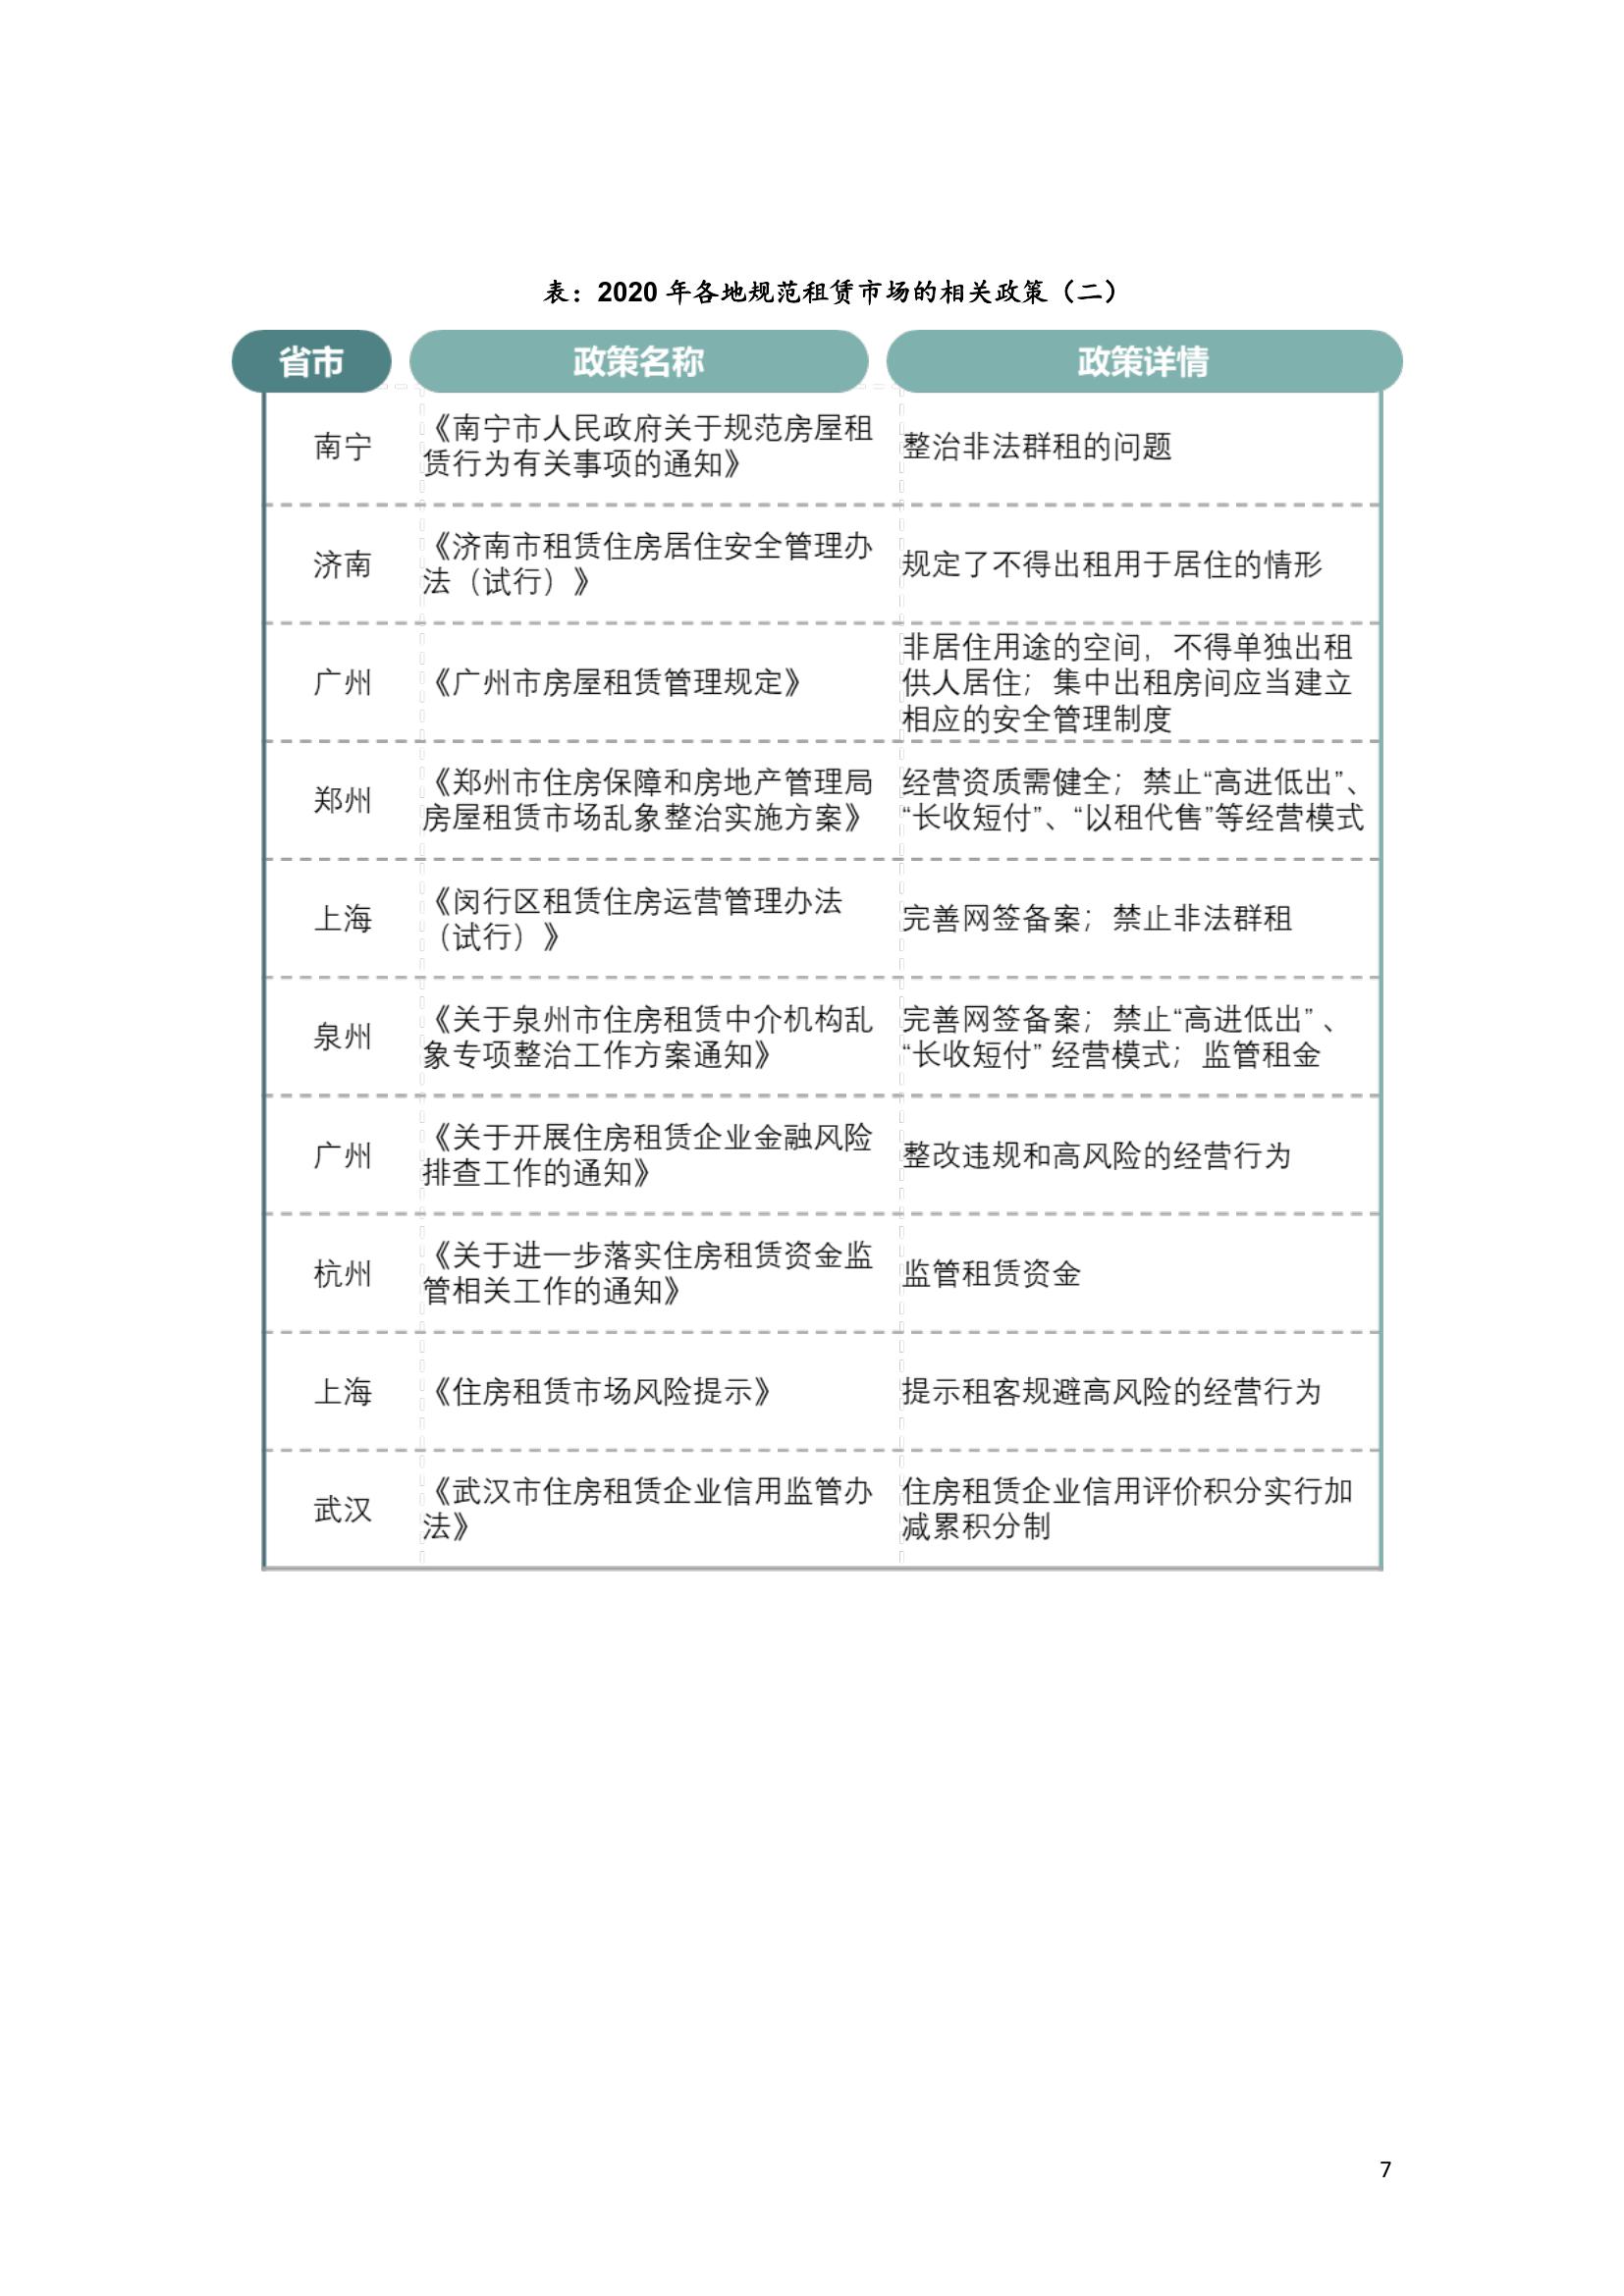 表：2020 年各地规范租赁市场的相关政策（二）
省市 政策名称 政策详情
南宁
《南宁市人民政府关于规范房屋租
赁行为有关事项的通知》
整治非法群租的问题
济南
《济南市租赁住房居住安全管理办
法（试行）》
规定了不得出租用于居住的情形
广州
《广州市房屋租赁管理规定》
非居住用途的空间，不得单独出租
供人居住；集中出租房间应当建立
相应的安全管理制度
郑州
《郑州市住房保障和房地产管理局
房屋租赁市场乱象整治实施方案》
经营资质需健全；禁止“高进低出”、
“长收短付”、“以租代售”等经营模式
上海
《闵行区租赁住房运营管理办法
（试行）》
完善网签备案；禁止非法群租
泉州
《关于泉州市住房租赁中介机构乱
象专项整治工作方案通知》
完善网签备案；禁止“高进低出” 、
“长收短付” 经营模式；监管租金
广州
《关于开展住房租赁企业金融风险
排查工作的通知》
整改违规和高风险的经营行为
杭州
《关于进一步落实住房租赁资金监
管相关工作的通知》
监管租赁资金
上海
《住房租赁市场风险提示》
提示租客规避高风险的经营行为
武汉
《武汉市住房租赁企业信用监管办
法》
住房租赁企业信用评价积分实行加
减累积分制
7